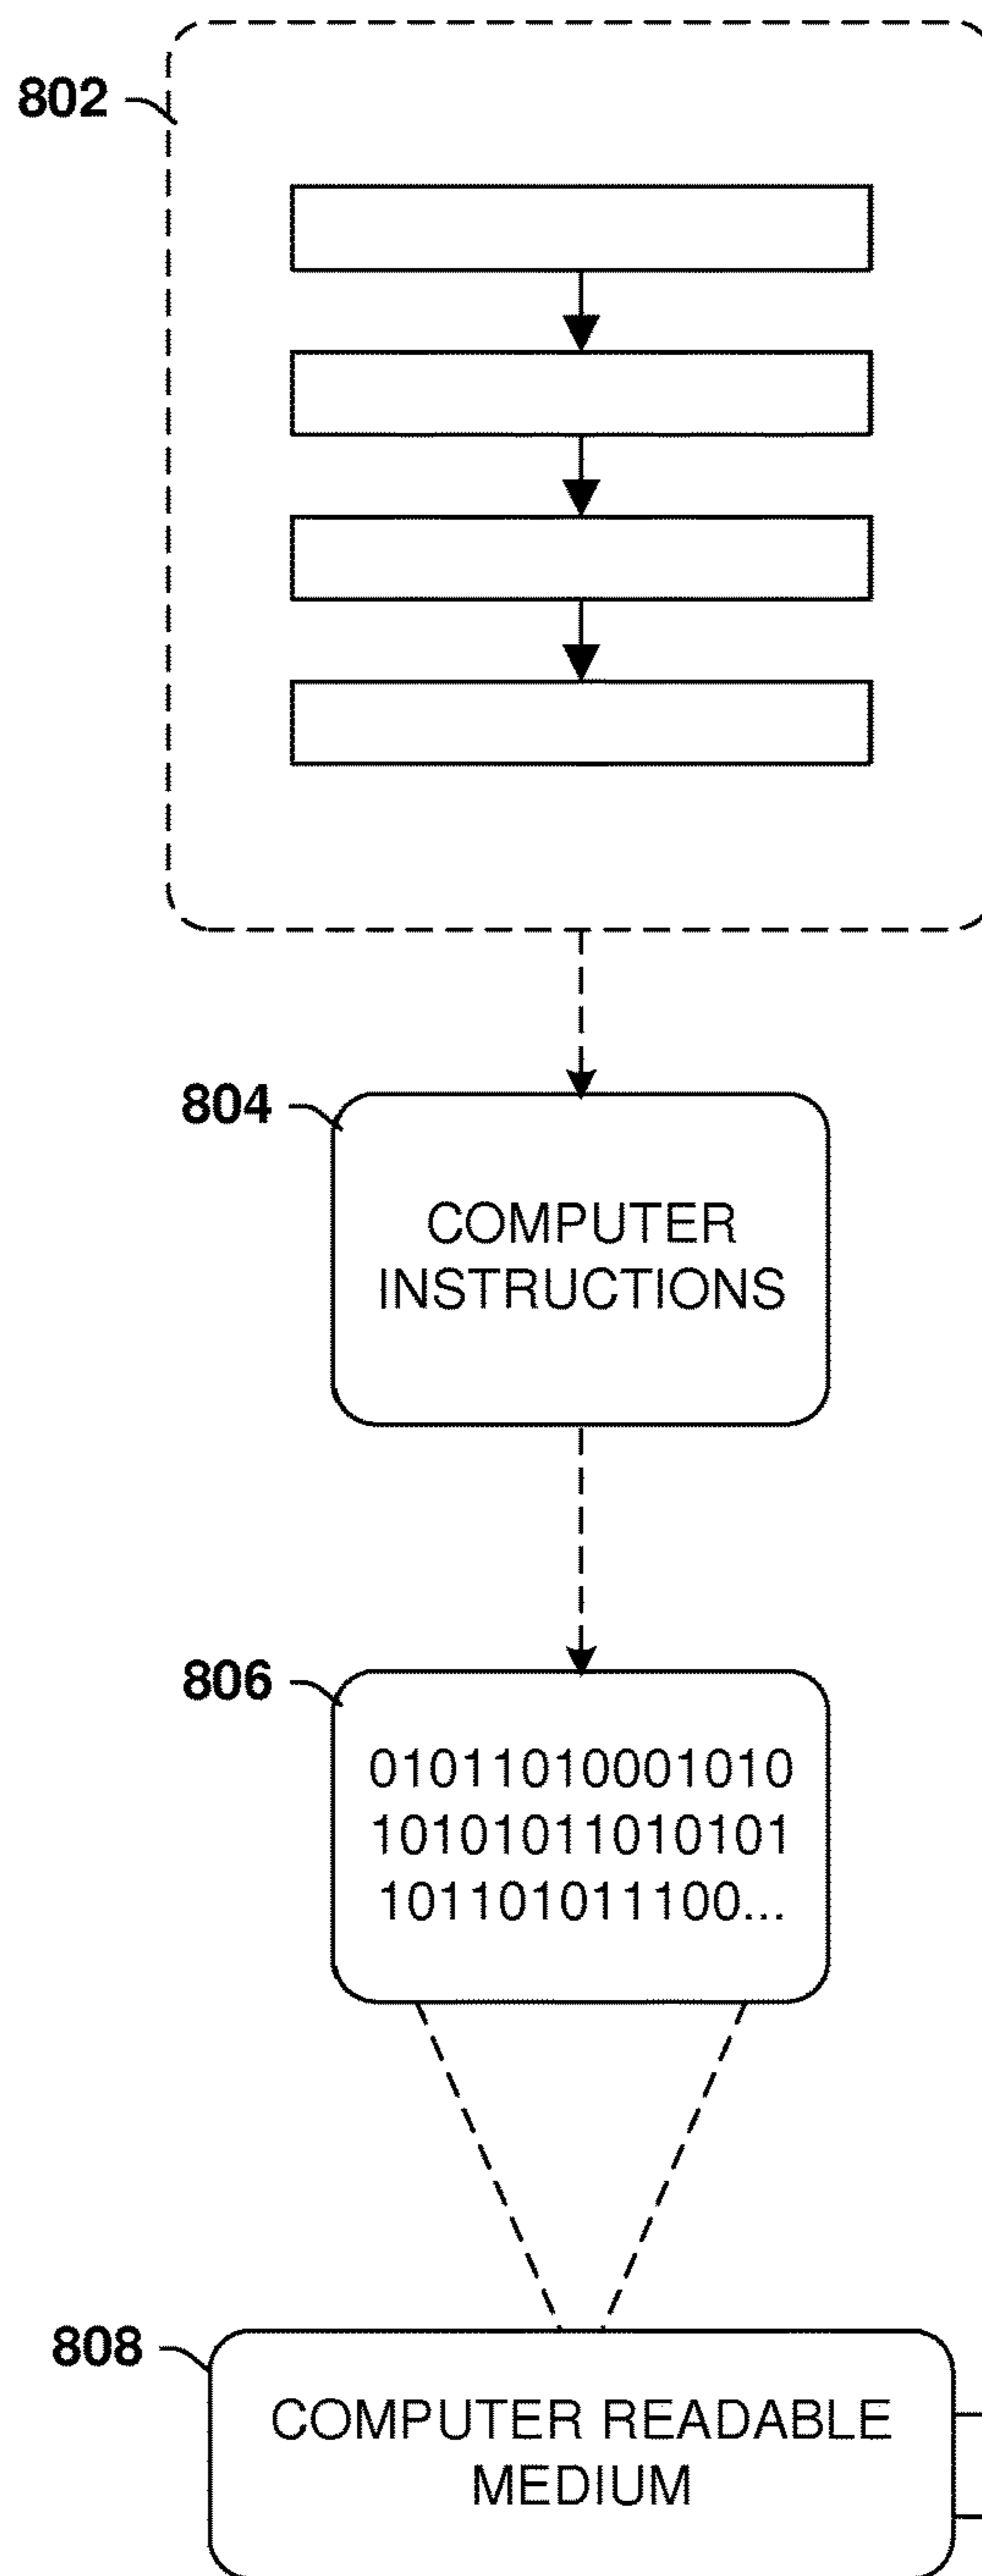 802
804
COMPUTER
INSTRUCTIONS
806
01011010001010
10101011010101
101101011100...
808
COMPUTER READABLE
MEDIUM